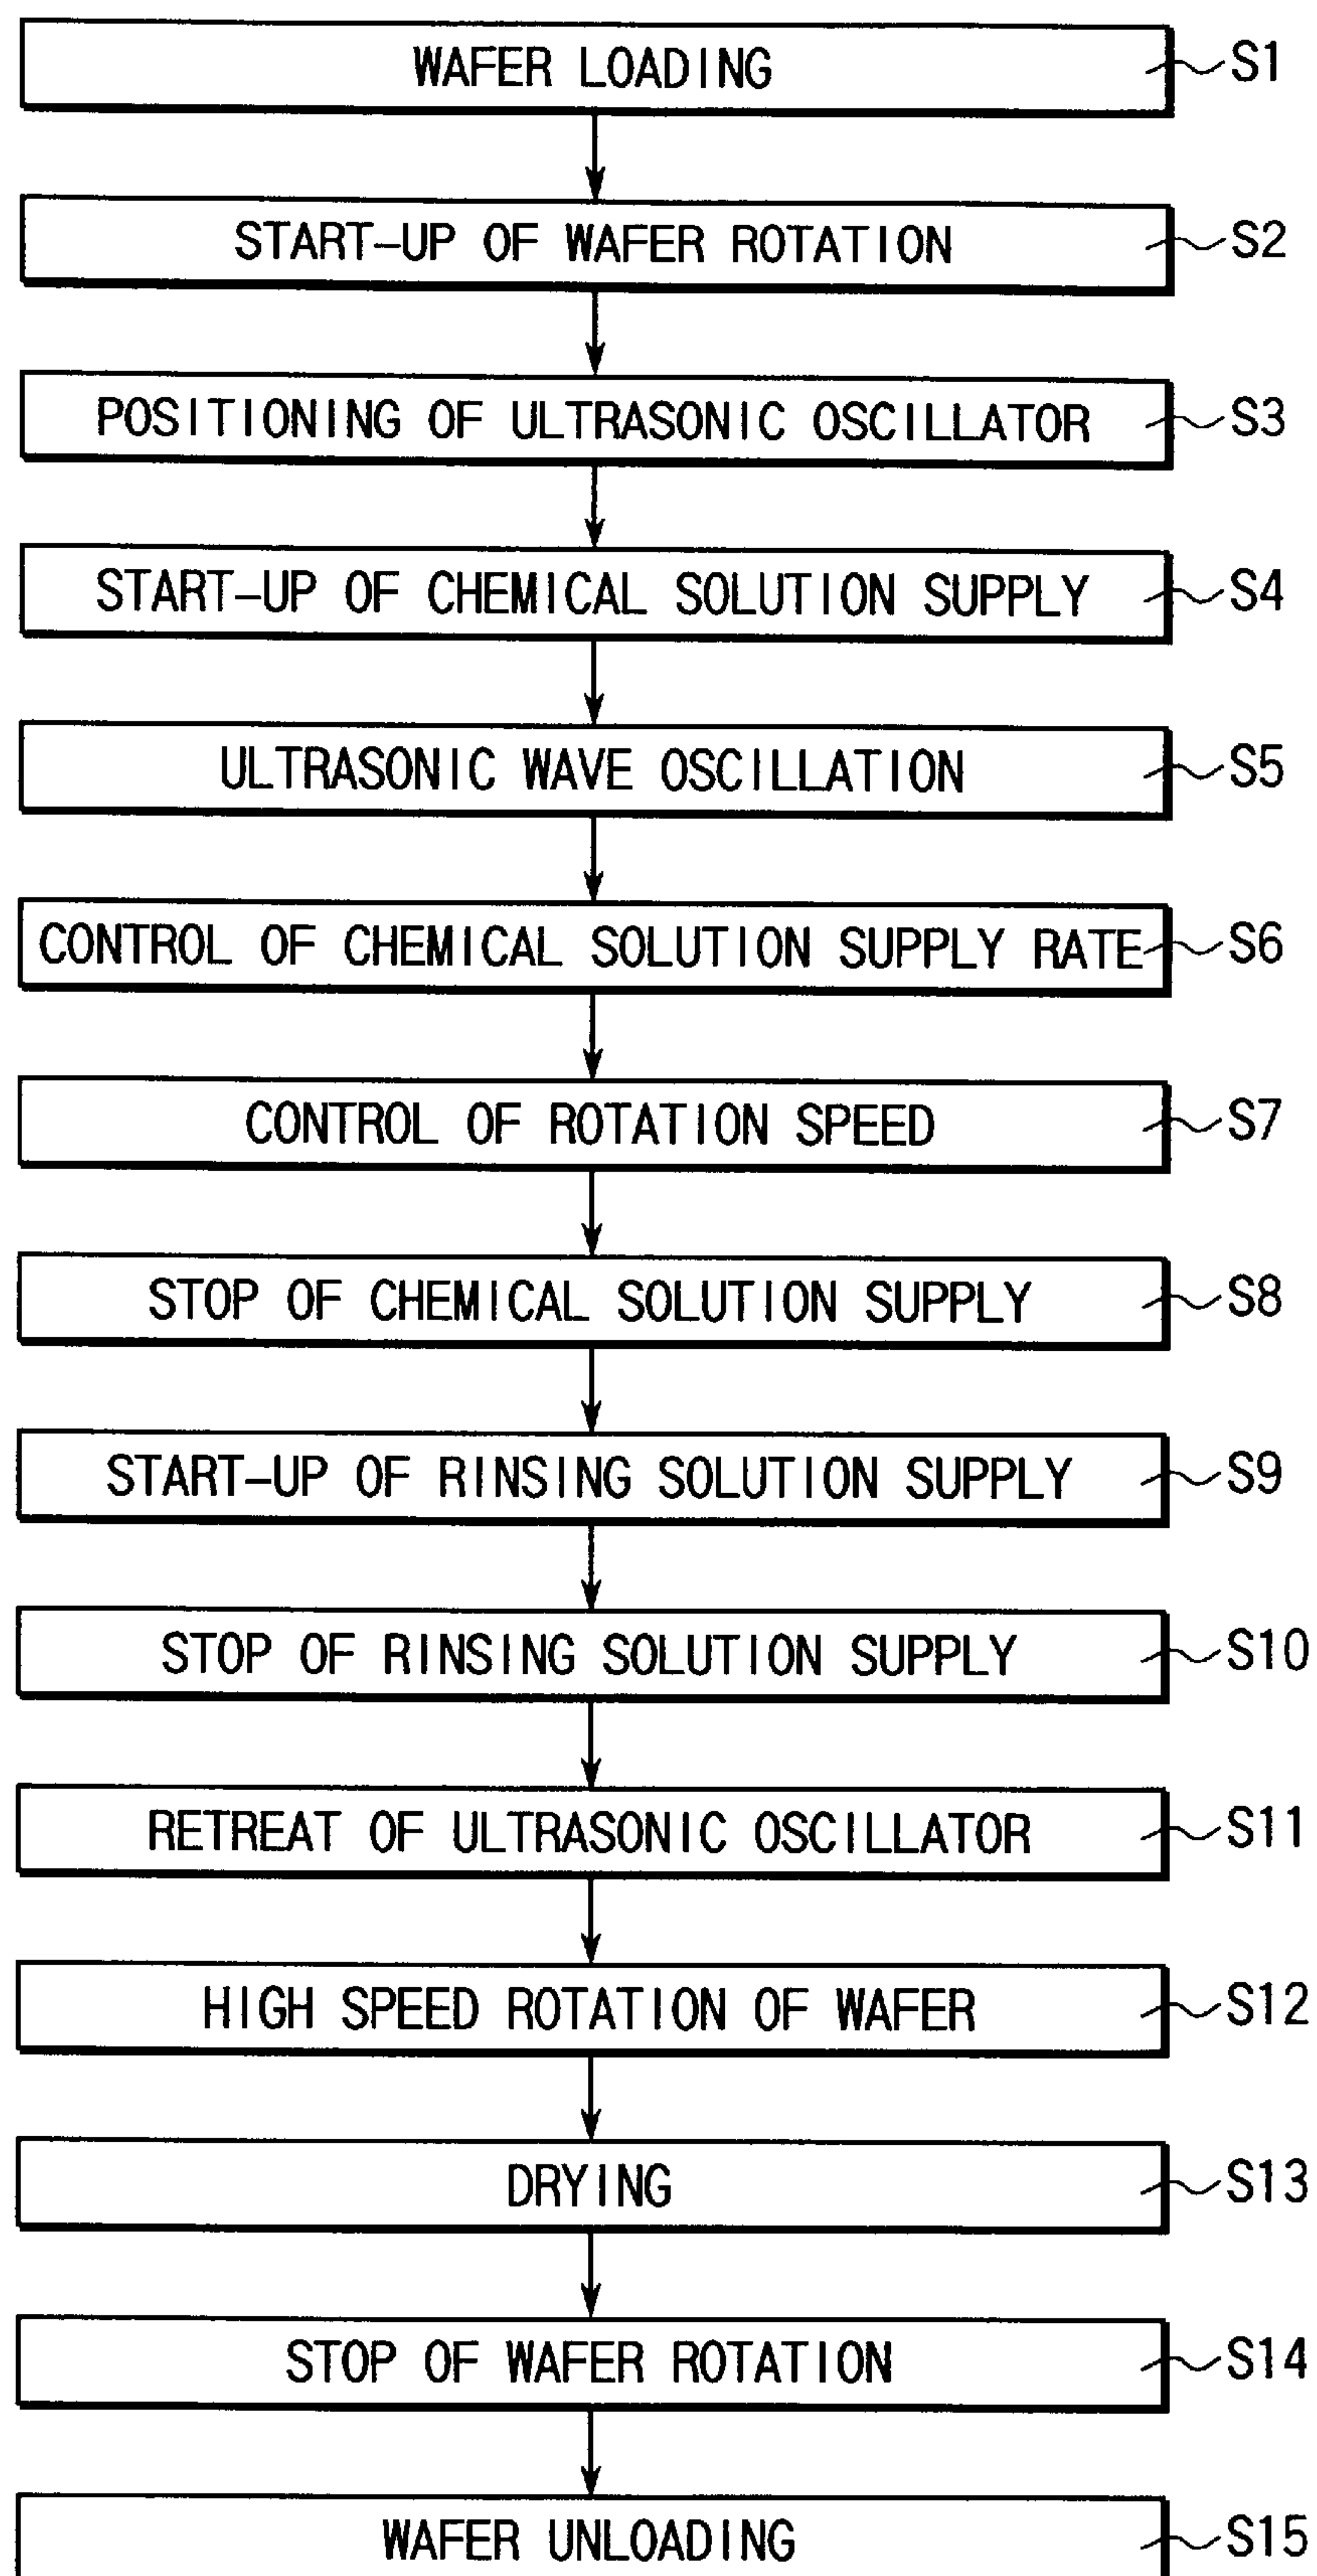 WAFER LOADING S1
START-UP OF WAFER ROTATION S2
POSITIONING OF ULTRASONIC OSCILLATOR S3
START-UP OF CHEMICAL SOLUTION SUPPLY S4
ULTRASONIC WAVE OSCILLATION S5
CONTROL OF CHEMICAL SOLUTION SUPPLY RATE S6
CONTROL OF ROTATION SPEED S7
STOP OF CHEMICAL SOLUTION SUPPLY S8
START-UP OF RINSING SOLUTION SUPPLY S9
STOP OF RINSING SOLUTION SUPPLY S10
RETREAT OF ULTRASONIC OSCILLATOR S11
HIGH SPEED ROTATION OF WAFER S12
DRYING S13
STOP OF WAFER ROTATION S14
WAFER UNLOADING S15